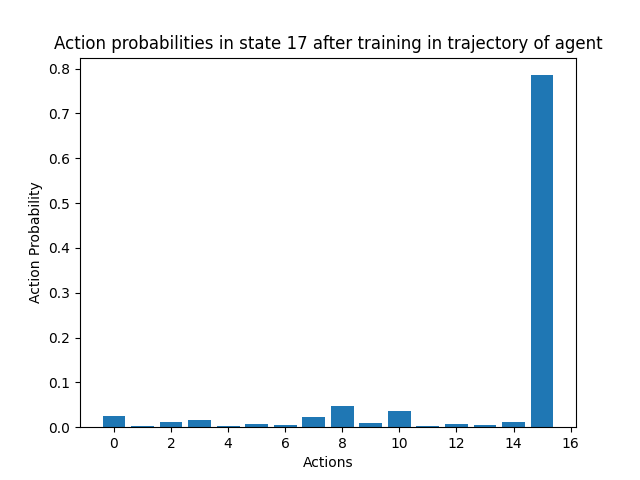 Action probabilities in state 17 after training in trajectory of agent
0.8
0.7
0.6
0.5
0.4
0.3
0.2
0.1
0.0
Action Probability
0 2 4 6 8 10 12 14 16
Actions